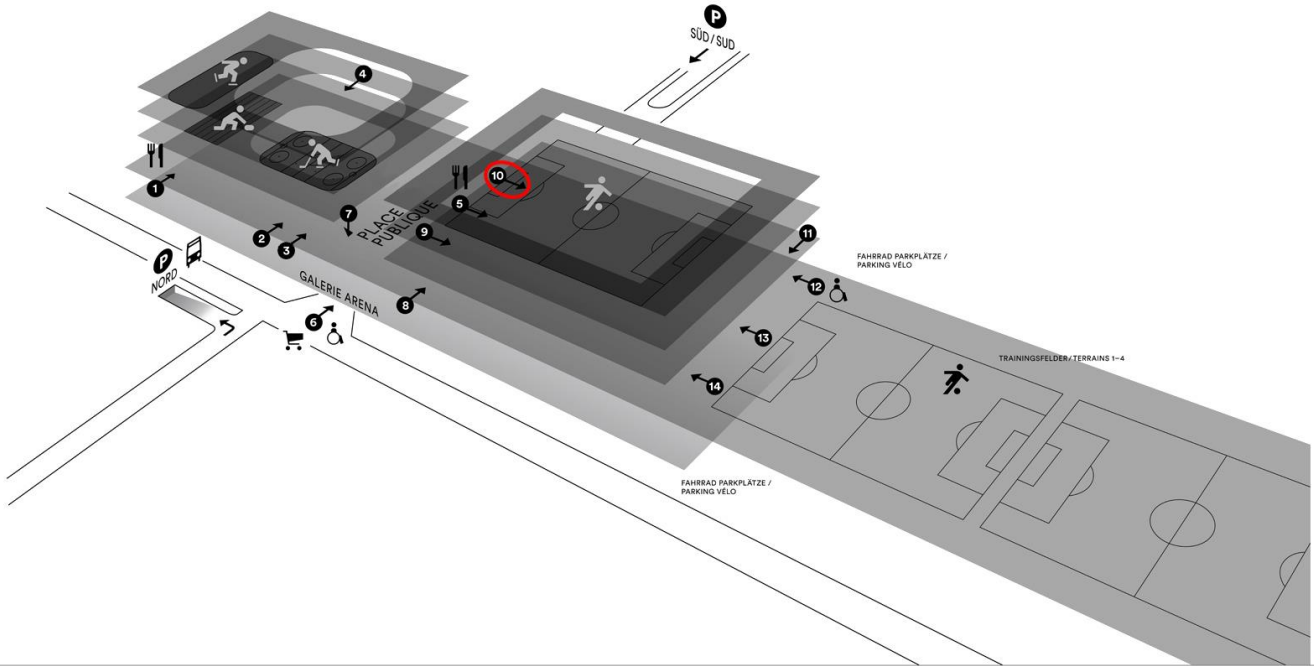 P
SÜD / SUD
4
1
10
5
7
PLACE
PUBLIQUE
9
2
3
11
FAHRRAD PARKPLÄTZE /
PARKING VÉLO
P
NORD
GALERIE ARENA
12
8
6
13
TRAININGSFELDER/TERRAINS 1–4
14
FAHRRAD PARKPLÄTZE /
PARKING VÉLO